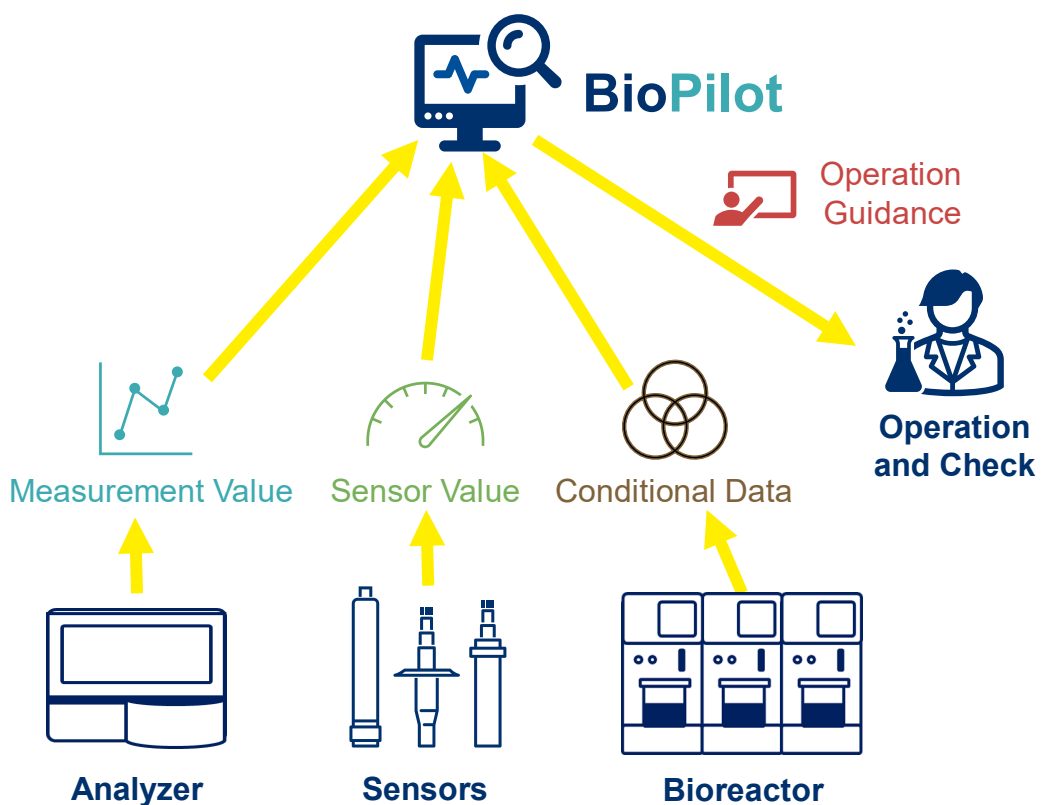 BioPilot
Operation
Guidance
Operation
and Check
Measurement Value
Sensor Value
Conditional Data
Analyzer
Sensors
Bioreactor